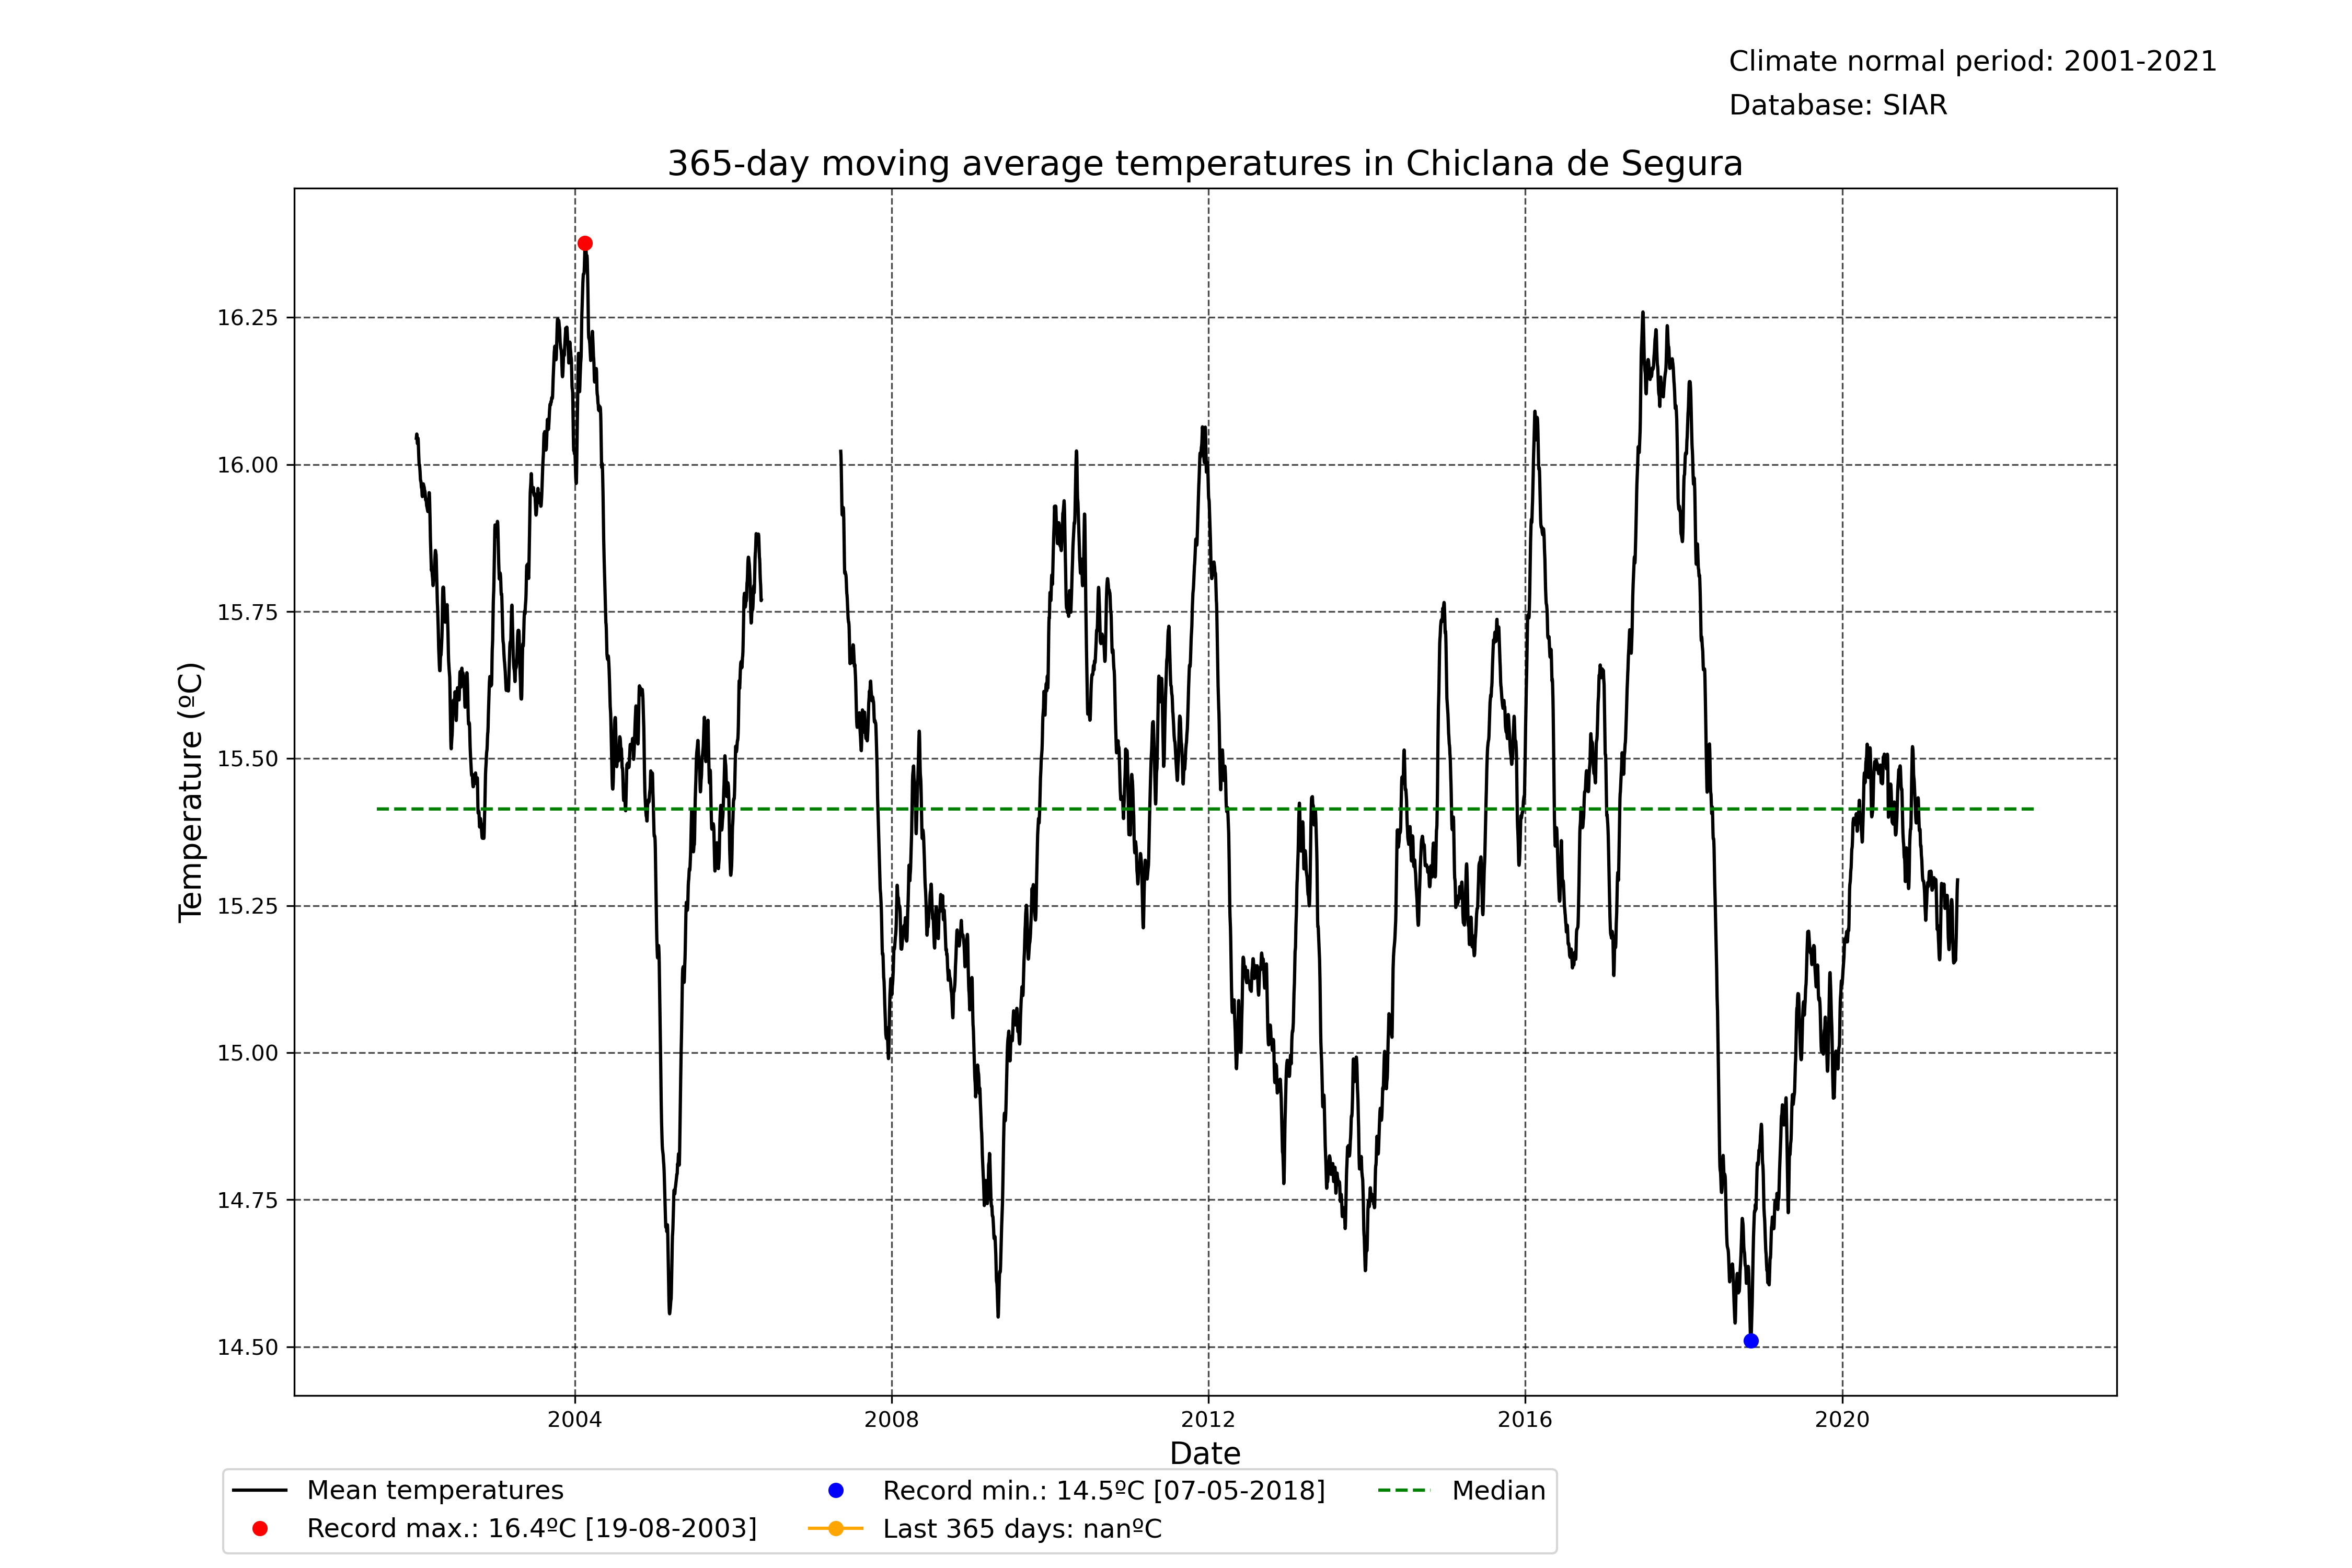 Climate normal period: 2001-2021
Database: SIAR
365-day moving average temperatures in Chiclana de Segura
Temperature (ºC)
16.25
16.00
15.75
15.50
15.25
15.00
14.75
14.50
2004 2008 2012 2016 2020
Date
Mean temperatures
Record max.: 16.4ºC [19-08-2003]
Record min.: 14.5ºC [07-05-2018]
Last 365 days: nanºC
Median